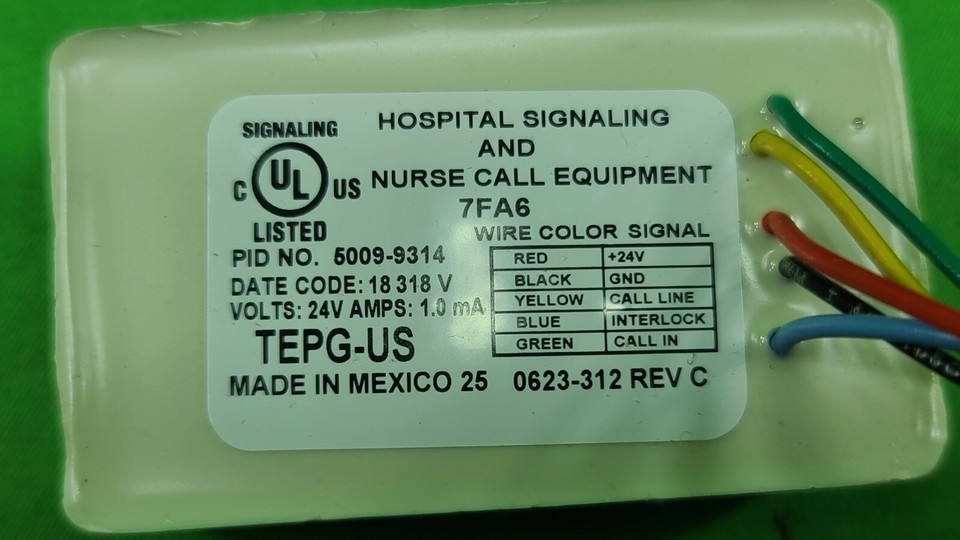 SIGNALING
C UL US
LISTED
HOSPITAL SIGNALING
AND
NURSE CALL EQUIPMENT
7FA6
PID NO. 5009-9314
DATE CODE: 18 318 V
VOLTS: 24V AMPS: 1.0 mA
TEPG-US
WIRE COLOR SIGNAL
RED +24V
BLACK GND
YELLOW CALL LINE
BLUE INTERLOCK
GREEN CALL IN
MADE IN MEXICO 25 0623-312 REV C